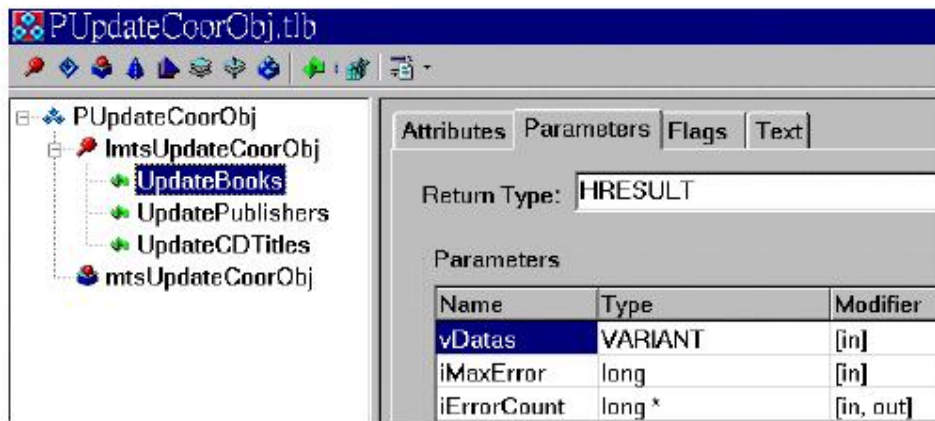 PUpdateCoorObj.tlb
PUpdateCoorObj
ImtsUpdateCoorObj
UpdateBooks
UpdatePublishers
UpdateCDTitles
mtsUpdateCoorObj
Attributes Parameters Flags Text
Return Type: HRESULT
Parameters
Name Type Modifier
vDatas VARIANT [in]
iMaxError long [in]
iErrorCount long * [in, out]